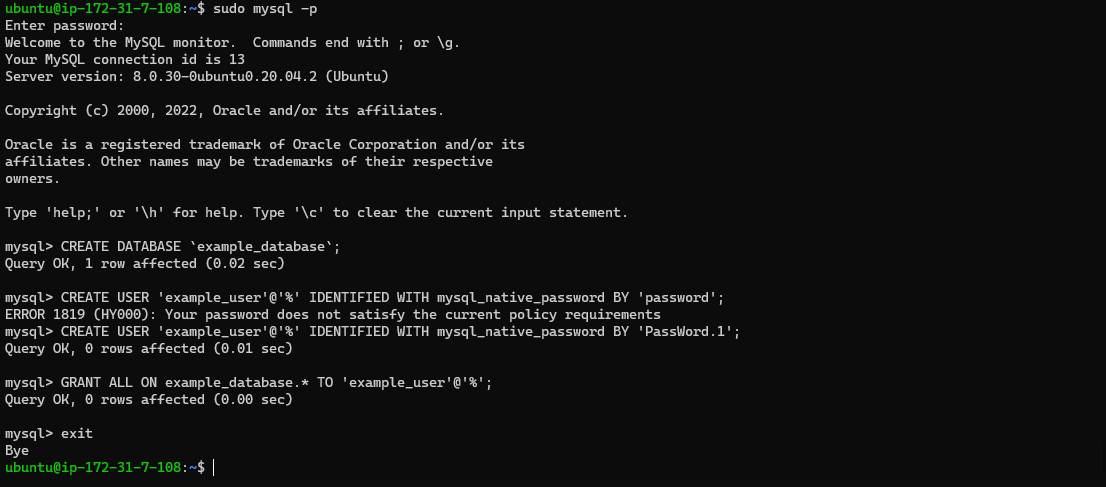 ubuntu@ip-172-31-7-108:~$ sudo mysql -p
Enter password:
Welcome to the MySQL monitor.  Commands end with ; or \g.
Your MySQL connection id is 13
Server version: 8.0.30-0ubuntu0.20.04.2 (Ubuntu)

Copyright (c) 2000, 2022, Oracle and/or its affiliates.

Oracle is a registered trademark of Oracle Corporation and/or its
affiliates. Other names may be trademarks of their respective
owners.

Type 'help;' or '\h' for help. Type '\c' to clear the current input statement.

mysql> CREATE DATABASE `example_database`;
Query OK, 1 row affected (0.02 sec)

mysql> CREATE USER 'example_user'@'%' IDENTIFIED WITH mysql_native_password BY 'password';
ERROR 1819 (HY000): Your password does not satisfy the current policy requirements
mysql> CREATE USER 'example_user'@'%' IDENTIFIED WITH mysql_native_password BY 'PassWord.1';
Query OK, 0 rows affected (0.01 sec)

mysql> GRANT ALL ON example_database.* TO 'example_user'@'%';
Query OK, 0 rows affected (0.00 sec)

mysql> exit
Bye
ubuntu@ip-172-31-7-108:~$